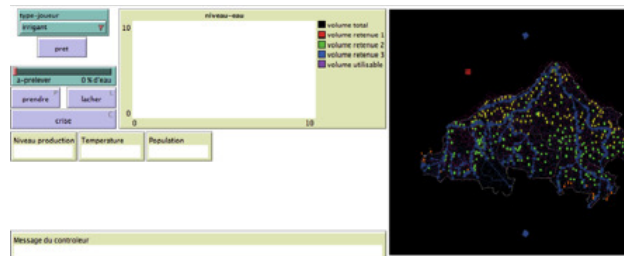 type-joueur
irrigant
pret
a-prelever 0 % d'eau
prendre P
lacher L
crise C
niveau-eau
10
0
0 10
volume total
volume retenue 1
volume retenue 2
volume retenue 3
volume utilisable
Niveau production
Temperature
Population
Message du controleur